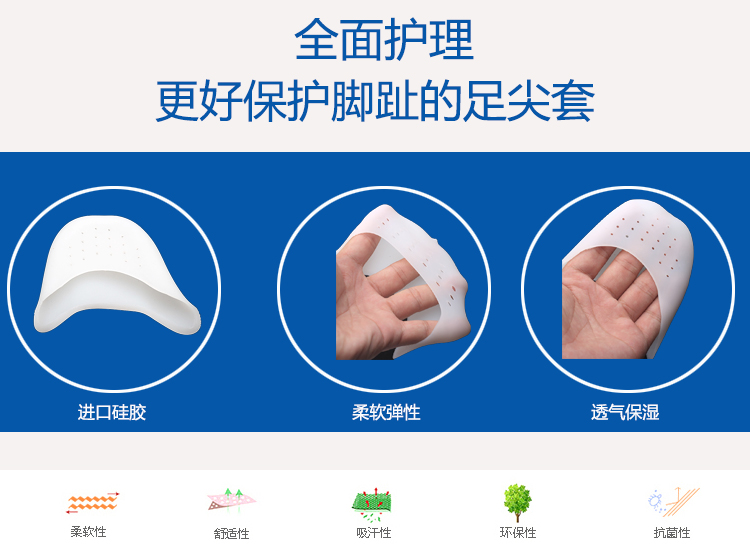 全面护理
更好保护脚趾的足尖套
进口硅胶
柔软弹性
透气保湿
柔软性
舒适性
吸汗性
环保性
抗菌性